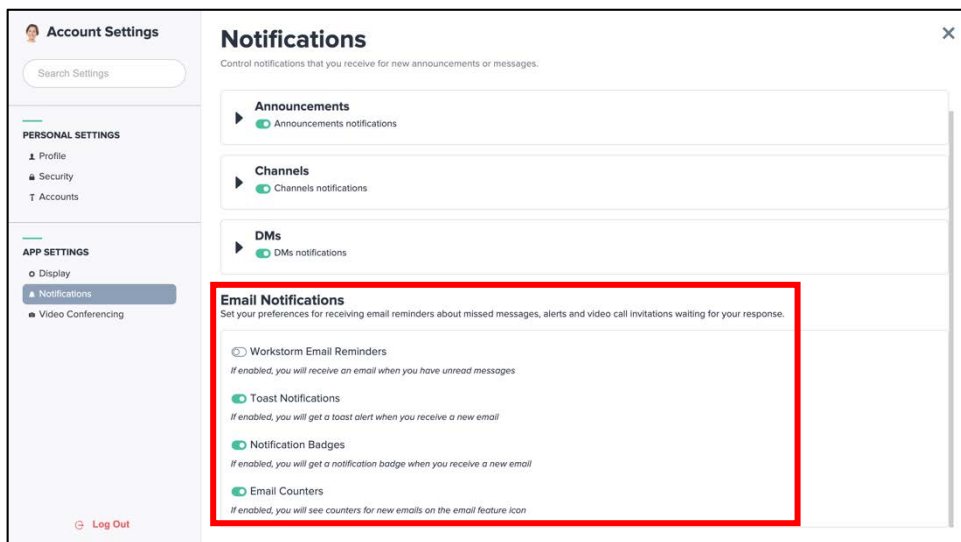 Account Settings
Search Settings
PERSONAL SETTINGS
Profile
Security
Accounts
APP SETTINGS
Display
Notifications
Video Conferencing
Log Out
Notifications
Control notifications that you receive for new announcements or messages.
Announcements
Announcements notifications
Channels
Channels notifications
DMs
DMs notifications
Email Notifications
Set your preferences for receiving email reminders about missed messages, alerts and video call invitations waiting for your response.
Workstorm Email Reminders
If enabled, you will receive an email when you have unread messages
Toast Notifications
If enabled, you will get a toast alert when you receive a new email
Notification Badges
If enabled, you will get a notification badge when you receive a new email
Email Counters
If enabled, you will see counters for new emails on the email feature icon